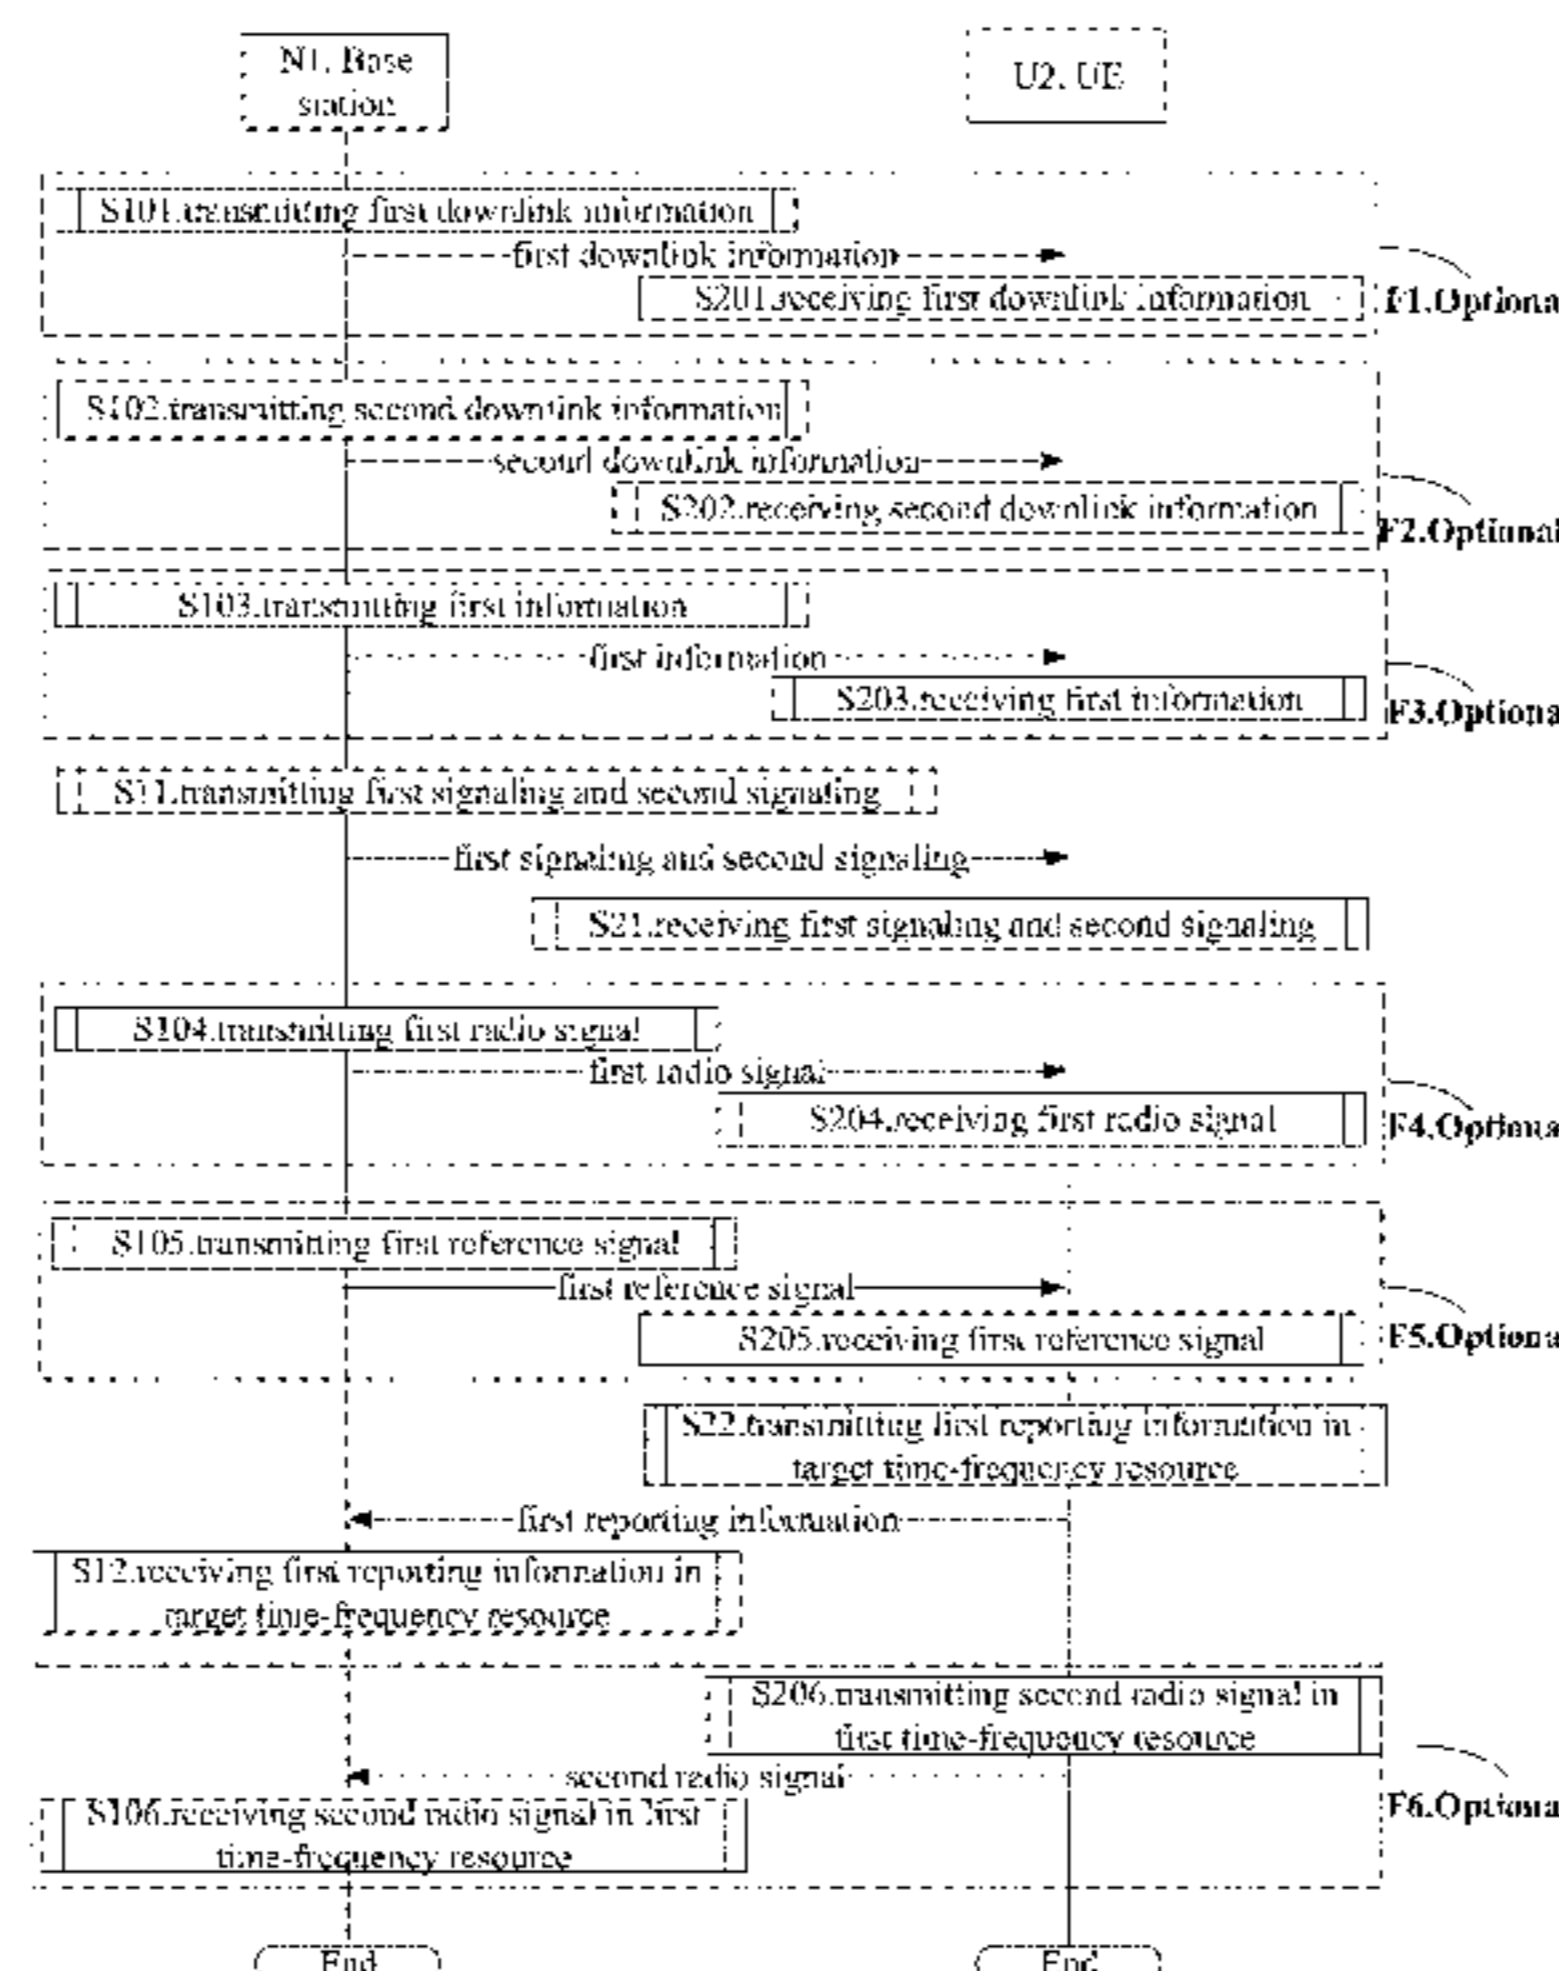 N1. Base
station
U2. UE
S101.transmitting first downlink information
first downlink information
S201.receiving first downlink information
F1.Optiona
S102.transmitting second downlink information
second downlink information
S202.receiving second downlink information
F2.Optional
S103.transmitting first information
first information
S203.receiving first information
F3.Optiona
S11.transmitting first signaling and second signaling
first signaling and second signaling
S21.receiving first signaling and second signaling
S104.transmitting first radio signal
first radio signal
S204.receiving first radio signal
F4.Optiona
S105.transmitting first reference signal
first reference signal
S205.receiving first reference signal
F5.Optiona
S22.transmitting first reporting information in
target time-frequency resource
first reporting information
S12.receiving first reporting information in
target time-frequency resource
S206.transmitting second radio signal in
first time-frequency resource
second radio signal
S106.receiving second radio signal in first
time-frequency resource
F6.Optiona
End
End